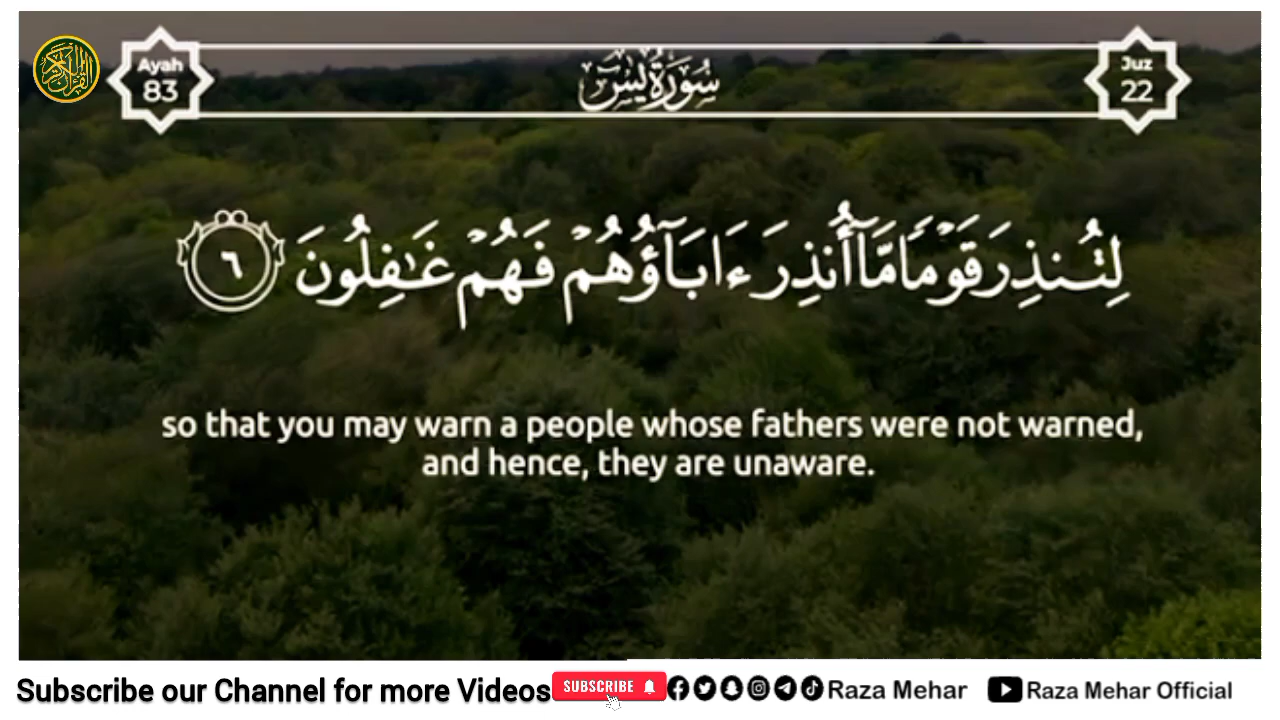 Ayah
83
سُورَةُ يسٓ
Juz
22
لِتُنذِرَ قَوْمًا مَّآ أُنذِرَ ءَابَآؤُهُمْ فَهُمْ غَٰفِلُونَ ٦
so that you may warn a people whose fathers were not warned,
and hence, they are unaware.
Subscribe our Channel for more Videos SUBSCRIBE Raza Mehar Raza Mehar Official